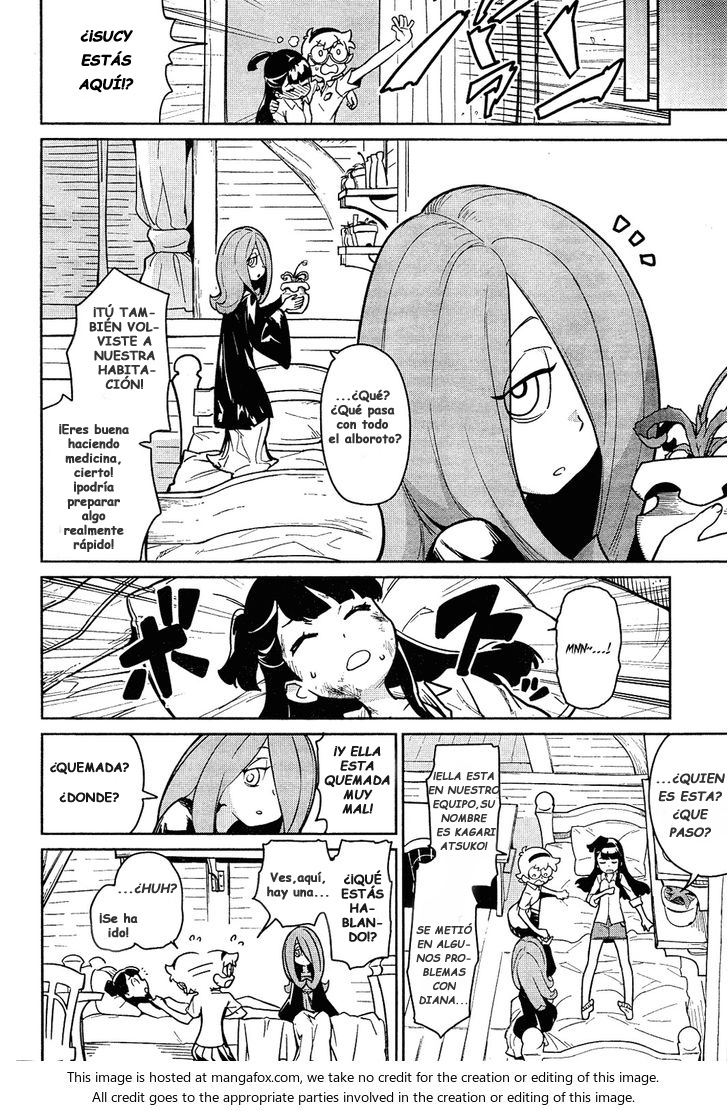 ¿¡SUCY
ESTÁS
AQUÍ!?
...¿Qué?
¿Qué pasa
con todo
el alboroto?
¡TÚ TAM-
BIÉN VOL-
VISTE A
NUESTRA
HABITA-
CIÓN!
¡Eres buena
haciendo
medicina,
cierto!
¡podría
preparar
algo
realmente
rápido!
ボ
ス
MNN~...!
...¿QUIEN
ES ESTA?
¿QUE
PASO?
¡ELLA ESTA
EN NUESTRO
EQUIPO,SU
NOMBRE
ES KAGARI
ATSUKO!
SE METIÓ
EN ALGU-
NOS PRO-
BLEMAS
CON
DIANA...
¡Y ELLA
ESTA
QUEMADA
MUY
MAL!
¿QUEMADA?
¿DONDE?
¿QUÉ
ESTÁS
HA-
BLAN-
DO!?
Ves,aquí,
hay una...
...¿HUH?
¡Se ha
ido!
This image is hosted at mangafox.com, we take no credit for the creation or editing of this image.
All credit goes to the appropriate parties involved in the creation or editing of this image.